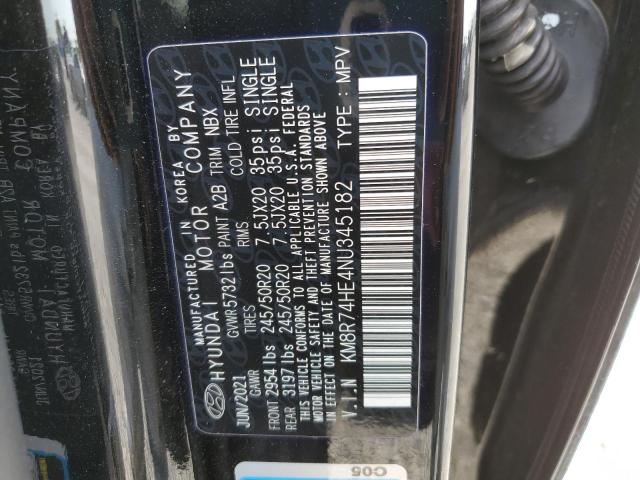 MANUFACTURED IN KOREA BY
HYUNDAI MOTOR COMPANY
JUN/2021 GVWR 5732 lbs PAINT A2B TRIM NBX
GAWR RIMS COLD TIRE INFL
FRONT 2954 lbs 245/50R20 7.5JX20 35psi SINGLE
REAR 3197 lbs 245/50R20 7.5JX20 35psi SINGLE
THIS VEHICLE CONFORMS TO ALL APPLICABLE U.S.A. FEDERAL
MOTOR VEHICLE SAFETY AND THEFT PREVENTION STANDARDS
IN EFFECT ON THE DATE OF MANUFACTURE SHOWN ABOVE
V.I.N KM8R74HE4NU345182 TYPE : MPV
C05